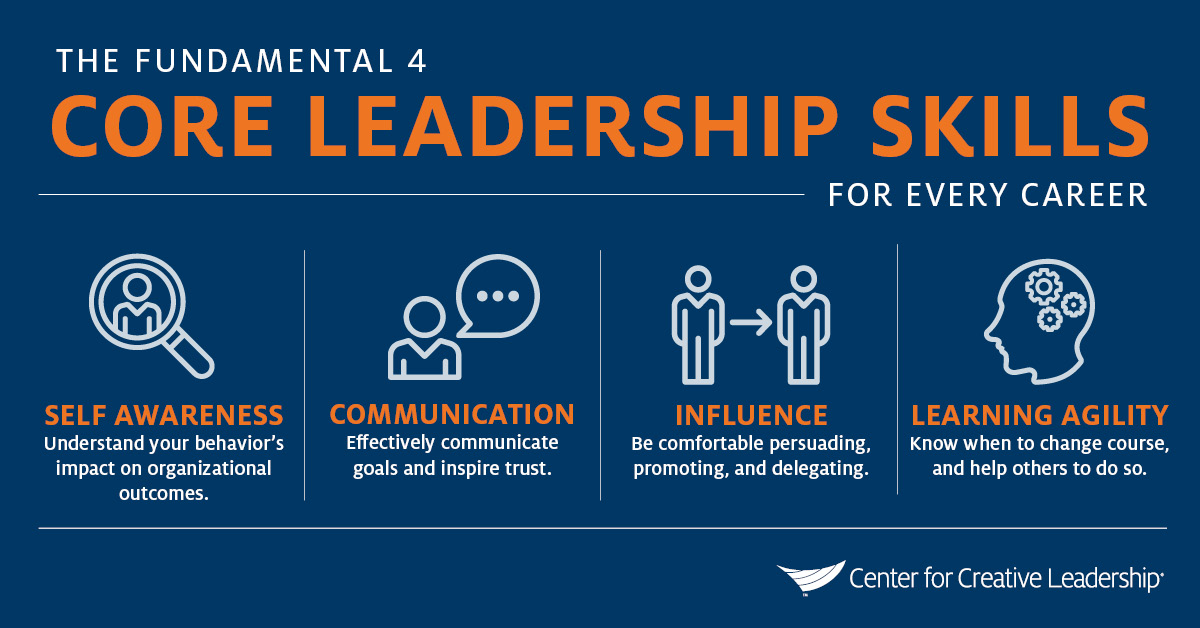 THE FUNDAMENTAL 4
CORE LEADERSHIP SKILLS
FOR EVERY CAREER
SELF AWARENESS
Understand your behavior's
impact on organizational
outcomes.
COMMUNICATION
Effectively communicate
goals and inspire trust.
INFLUENCE
Be comfortable persuading,
promoting, and delegating.
LEARNING AGILITY
Know when to change course,
and help others to do so.
Center for Creative Leadership®
™